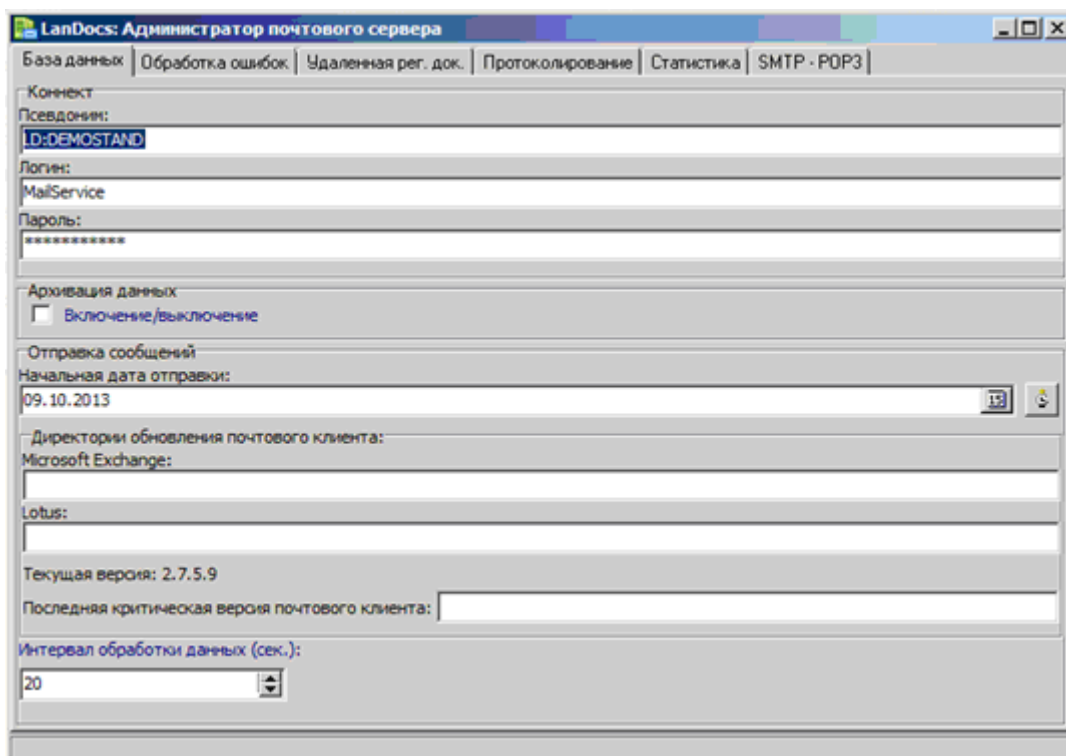 LanDocs: Администратор почтового сервера
База данных Обработка ошибок Удаленная рег. док. Протоколирование Статистика SMTP - POP3
Коннект
Псевдоним:
LD:DEMOSTAND
Логин:
MailService
Пароль:
***********
Архивация данных
Включение/выключение
Отправка сообщений
Начальная дата отправки:
09.10.2013
15
Директории обновления почтового клиента:
Microsoft Exchange:
Lotus:
Текущая версия: 2.7.5.9
Последняя критическая версия почтового клиента:
Интервал обработки данных (сек.):
20